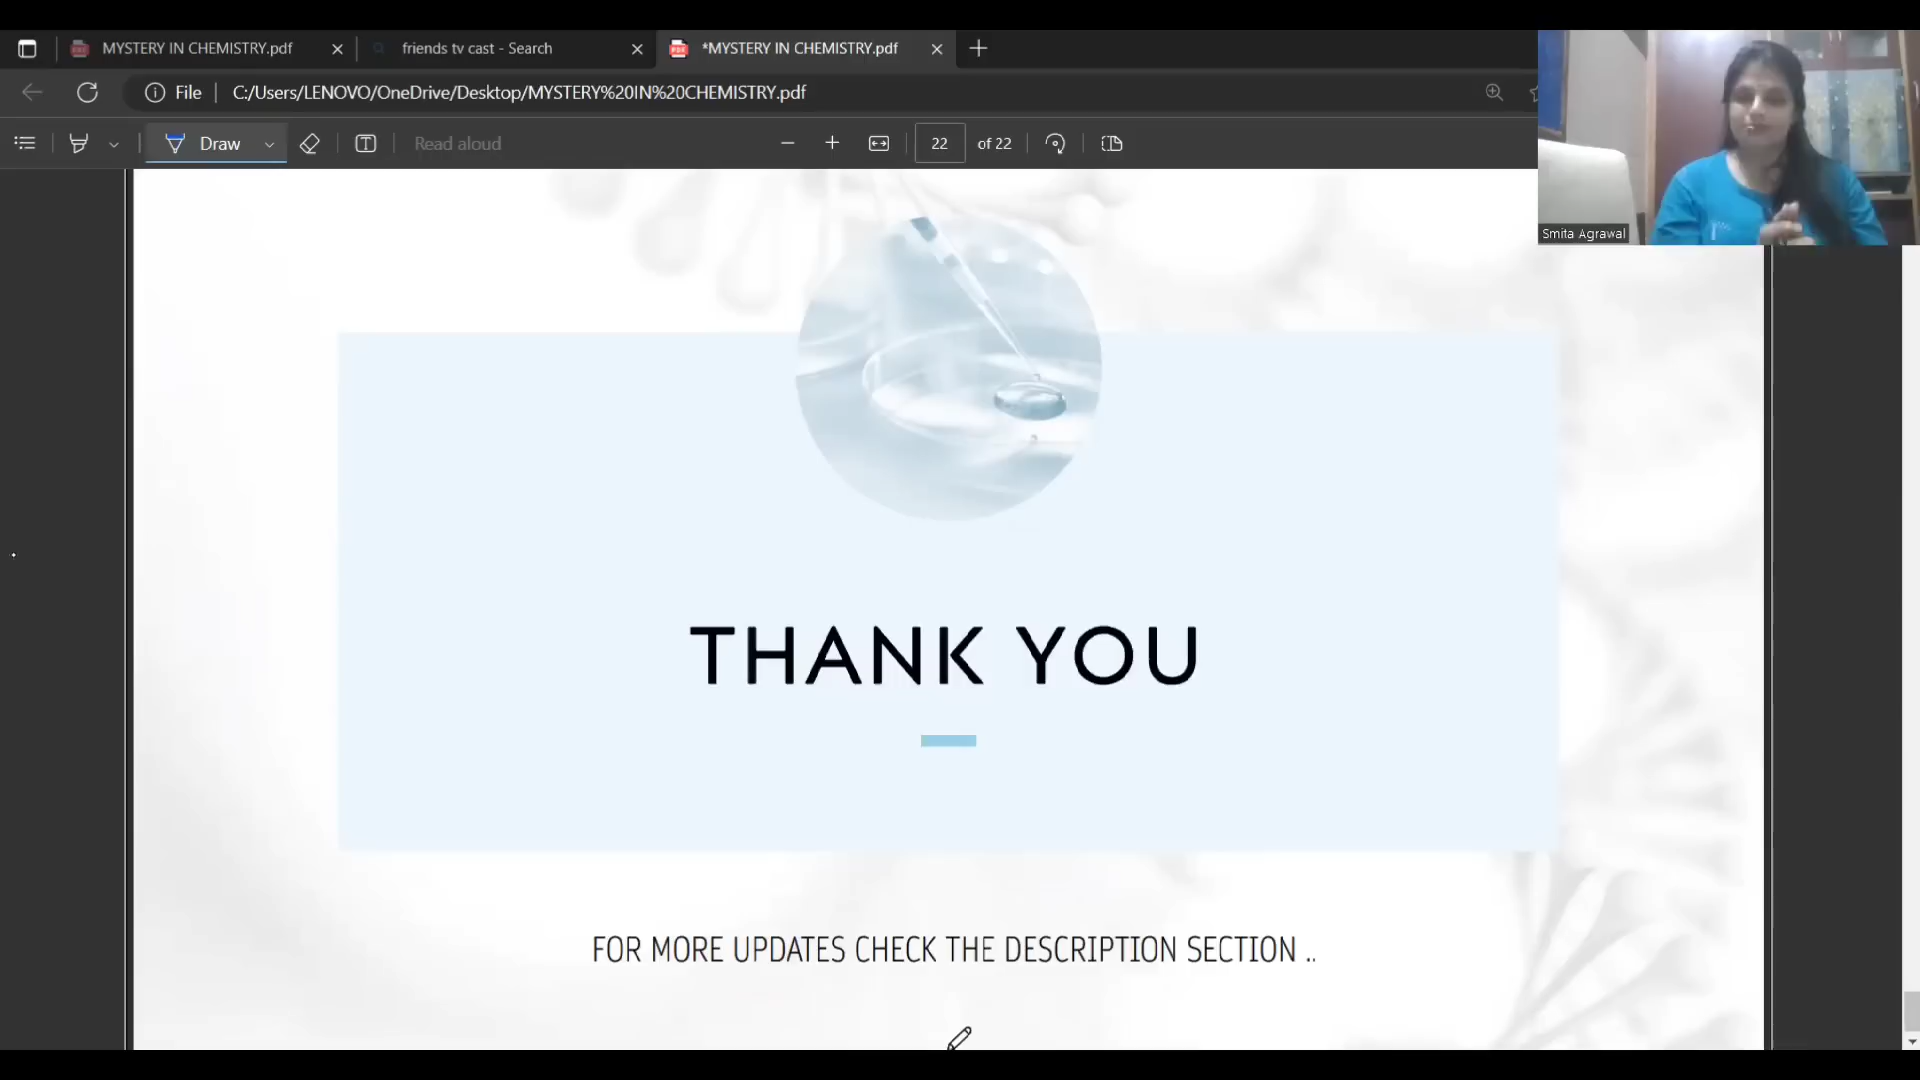 MYSTERY IN CHEMISTRY.pdf
friends tv cast - Search
*MYSTERY IN CHEMISTRY.pdf
File
C:/Users/LENOVO/OneDrive/Desktop/MYSTERY%20IN%20CHEMISTRY.pdf
Draw
Read aloud
22 of 22
Smita Agrawal
THANK YOU
FOR MORE UPDATES CHECK THE DESCRIPTION SECTION ..